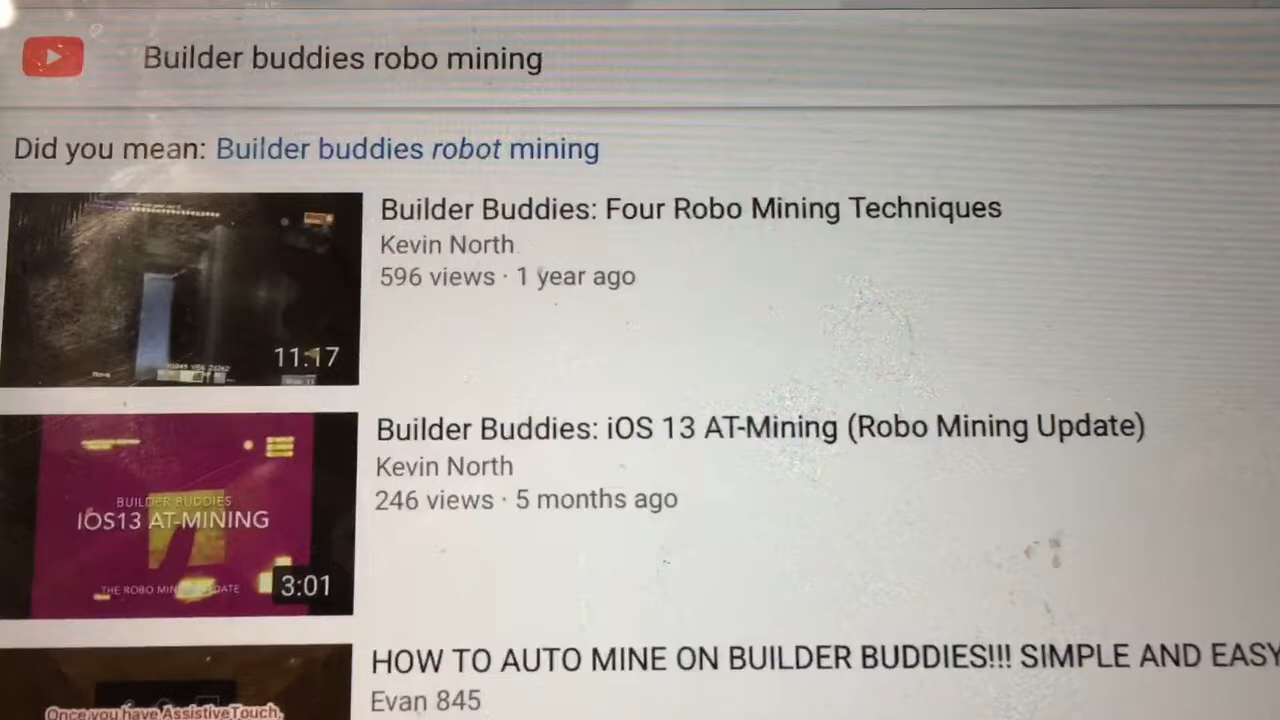 Builder buddies robo mining
Did you mean: Builder buddies robot mining
Builder Buddies: Four Robo Mining Techniques
Kevin North
596 views · 1 year ago
11:17
Builder Buddies: iOS 13 AT-Mining (Robo Mining Update)
Kevin North
246 views · 5 months ago
BUILDER BUDDIES
IOS13 AT-MINING
THE ROBO
3:01
HOW TO AUTO MINE ON BUILDER BUDDIES!!! SIMPLE AND EASY
Evan 845
Once you have AssistiveTouch,